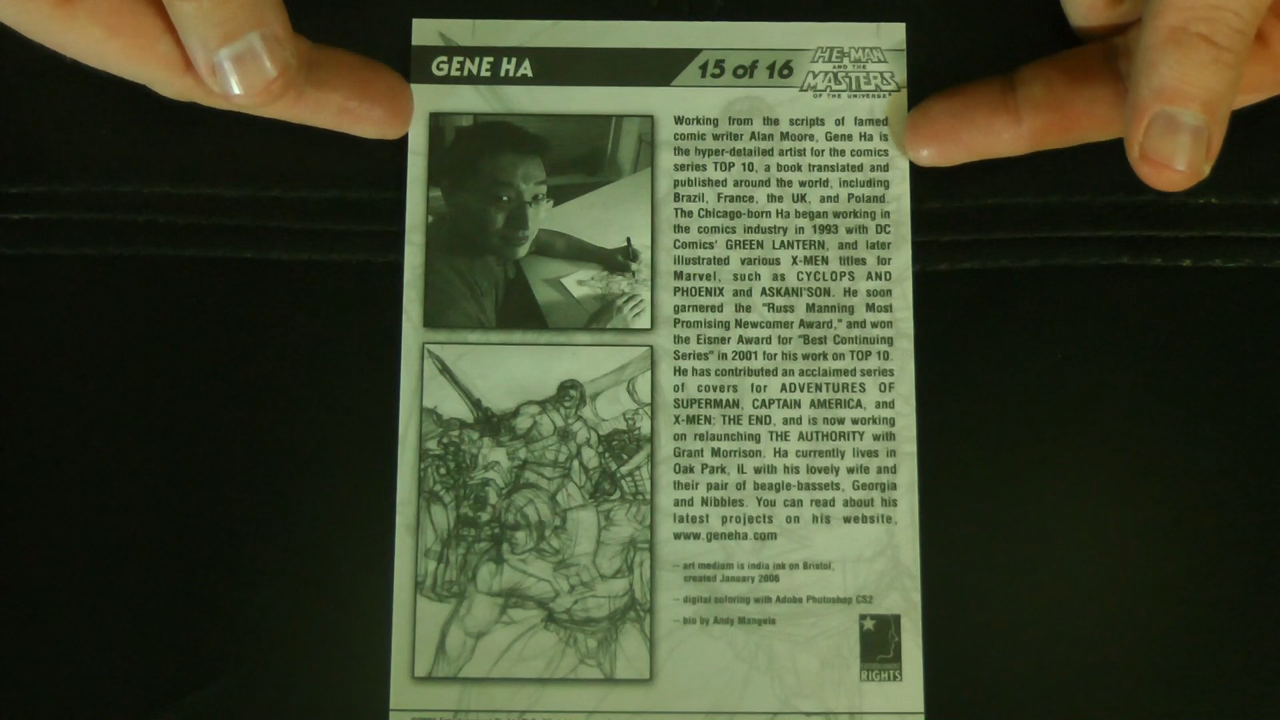 GENE HA
15 of 16
HE-MAN
AND THE
MASTERS
OF THE UNIVERSE
Working from the scripts of famed
comic writer Alan Moore, Gene Ha is
the hyper-detailed artist for the comics
series TOP 10, a book translated and
published around the world, including
Brazil, France, the UK, and Poland.
The Chicago-born Ha began working in
the comics industry in 1993 with DC
Comics' GREEN LANTERN, and later
illustrated various X-MEN titles for
Marvel, such as CYCLOPS AND
PHOENIX and ASKANI'SON. He soon
garnered the "Russ Manning Most
Promising Newcomer Award," and won
the Eisner Award for "Best Continuing
Series" in 2001 for his work on TOP 10.
He has contributed an acclaimed series
of covers for ADVENTURES OF
SUPERMAN, CAPTAIN AMERICA, and
X-MEN: THE END, and is now working
on relaunching THE AUTHORITY with
Grant Morrison. Ha currently lives in
Oak Park, IL with his lovely wife and
their pair of beagle-bassets, Georgia
and Nibbles. You can read about his
latest projects on his website,
www.geneha.com
– art medium is india ink on Bristol,
created January 2006
– digital coloring with Adobe Photoshop CS2
– bio by Andy Mangels
RIGHTS